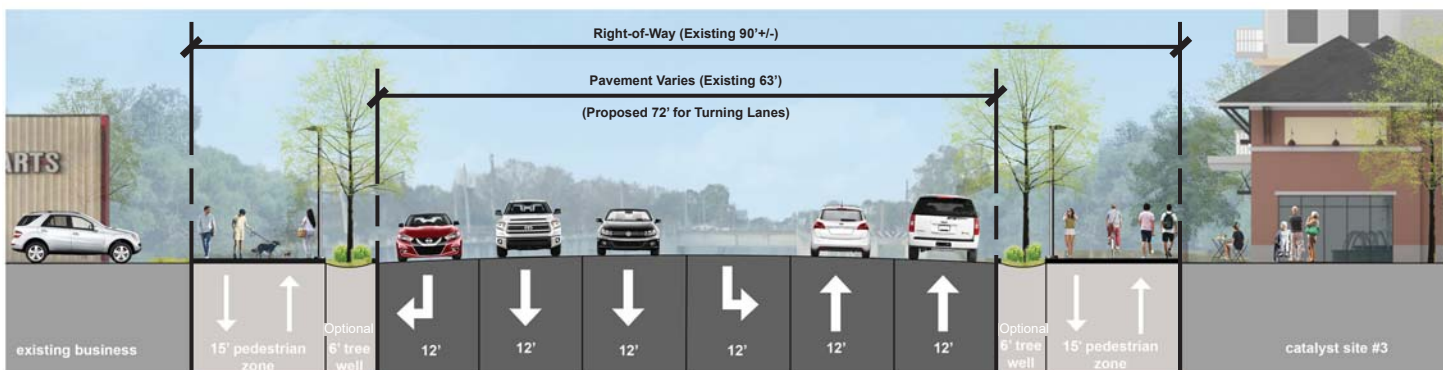 Right-of-Way (Existing 90'+/-)
Pavement Varies (Existing 63')
(Proposed 72' for Turning Lanes)
ARTS
existing business
15' pedestrian
zone
Optional
6' tree
well
12'
12'
12'
12'
12'
12'
Optional
6' tree
well
15' pedestrian
zone
catalyst site #3